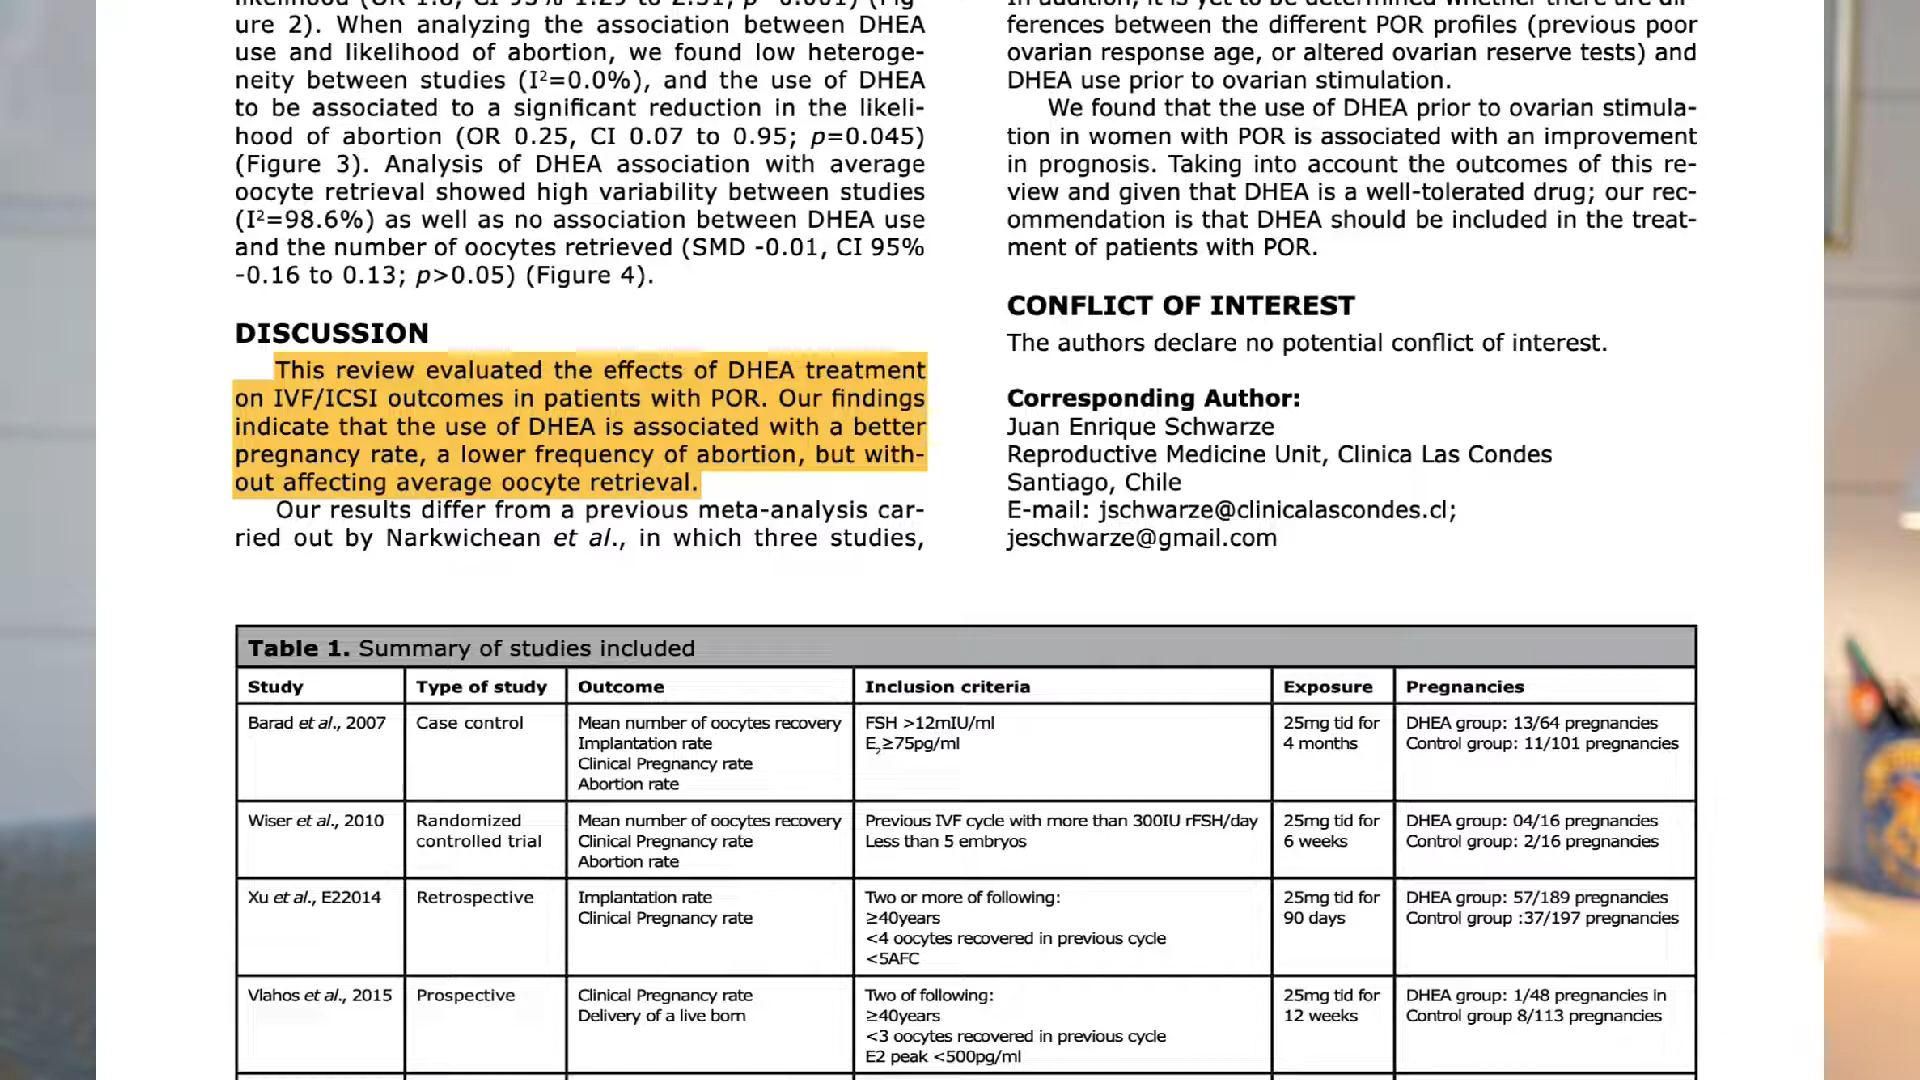 ure 2). When analyzing the association between DHEA
use and likelihood of abortion, we found low heteroge-
neity between studies (I²=0.0%), and the use of DHEA
to be associated to a significant reduction in the likeli-
hood of abortion (OR 0.25, CI 0.07 to 0.95; p=0.045)
(Figure 3). Analysis of DHEA association with average
oocyte retrieval showed high variability between studies
(I²=98.6%) as well as no association between DHEA use
and the number of oocytes retrieved (SMD -0.01, CI 95%
-0.16 to 0.13; p>0.05) (Figure 4).
DISCUSSION
This review evaluated the effects of DHEA treatment
on IVF/ICSI outcomes in patients with POR. Our findings
indicate that the use of DHEA is associated with a better
pregnancy rate, a lower frequency of abortion, but with-
out affecting average oocyte retrieval.
Our results differ from a previous meta-analysis car-
ried out by Narkwichean et al., in which three studies,
In addition, it is yet to be determined whether there are dif-
ferences between the different POR profiles (previous poor
ovarian response age, or altered ovarian reserve tests) and
DHEA use prior to ovarian stimulation.
We found that the use of DHEA prior to ovarian stimula-
tion in women with POR is associated with an improvement
in prognosis. Taking into account the outcomes of this re-
view and given that DHEA is a well-tolerated drug; our rec-
ommendation is that DHEA should be included in the treat-
ment of patients with POR.
CONFLICT OF INTEREST
The authors declare no potential conflict of interest.
Corresponding Author:
Juan Enrique Schwarze
Reproductive Medicine Unit, Clinica Las Condes
Santiago, Chile
E-mail: jschwarze@clinicalascondes.cl;
jeschwarze@gmail.com
Table 1. Summary of studies included
Study Type of study Outcome Inclusion criteria Exposure Pregnancies
Barad et al., 2007 Case control Mean number of oocytes recovery FSH >12mIU/ml 25mg tid for DHEA group: 13/64 pregnancies
Implantation rate E₂≥75pg/ml 4 months Control group: 11/101 pregnancies
Clinical Pregnancy rate
Abortion rate
Wiser et al., 2010 Randomized Mean number of oocytes recovery Previous IVF cycle with more than 300IU rFSH/day 25mg tid for DHEA group: 04/16 pregnancies
controlled trial Clinical Pregnancy rate Less than 5 embryos 6 weeks Control group: 2/16 pregnancies
Abortion rate
Xu et al., E22014 Retrospective Implantation rate Two or more of following: 25mg tid for DHEA group: 57/189 pregnancies
Clinical Pregnancy rate ≥40years 90 days Control group :37/197 pregnancies
<4 oocytes recovered in previous cycle
<5AFC
Vlahos et al., 2015 Prospective Clinical Pregnancy rate Two of following: 25mg tid for DHEA group: 1/48 pregnancies in
Delivery of a live born ≥40years 12 weeks Control group 8/113 pregnancies
<3 oocytes recovered in previous cycle
E2 peak <500pg/ml